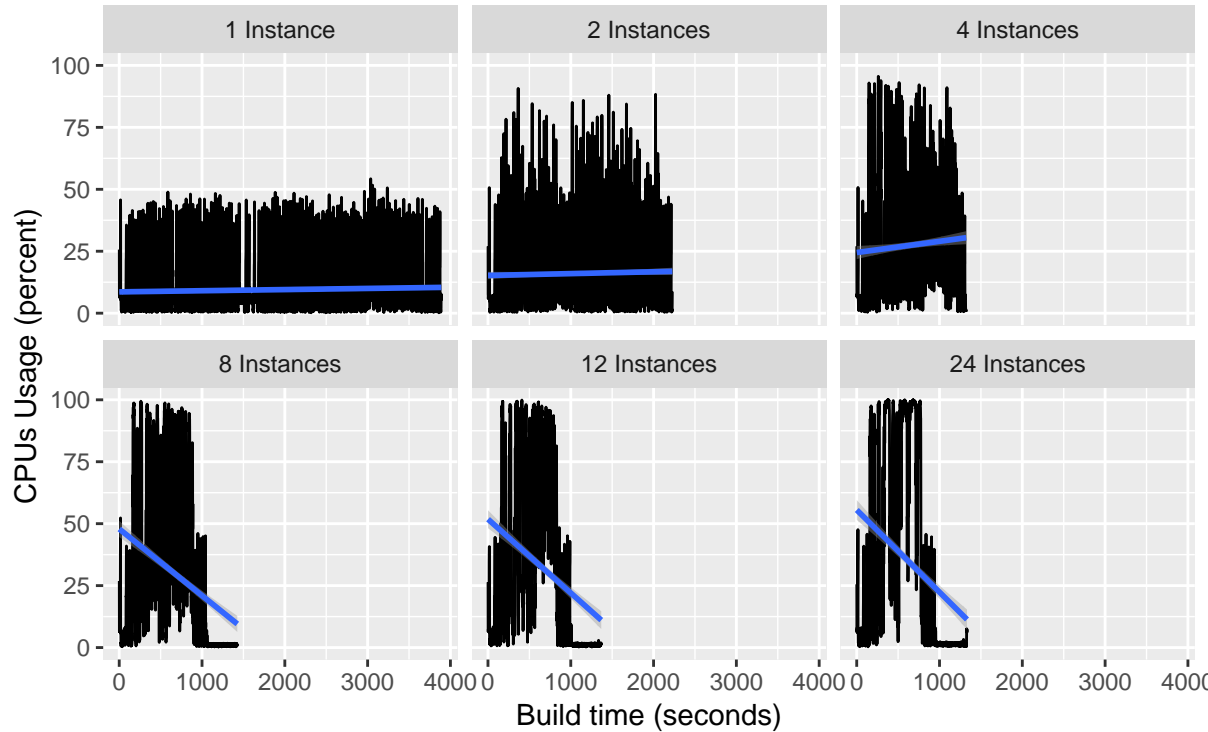 1 Instance 2 Instances 4 Instances
100
75
50
25
0
8 Instances 12 Instances 24 Instances
100
75
50
25
0
0 1000 2000 3000 4000 0 1000 2000 3000 4000 0 1000 2000 3000 4000
Build time (seconds)
CPUs Usage (percent)